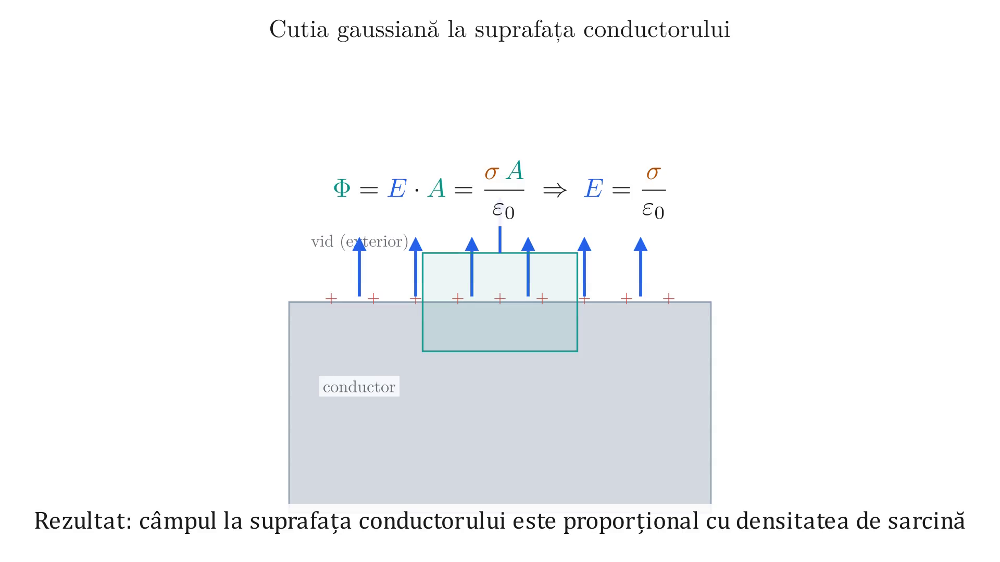 Cutia gaussiană la suprafața conductorului
Φ = E · A = σ A / ε₀ ⇒ E = σ / ε₀
vid (exterior)
+ + + + + + + + +
conductor
Rezultat: câmpul la suprafața conductorului este proporțional cu densitatea de sarcină